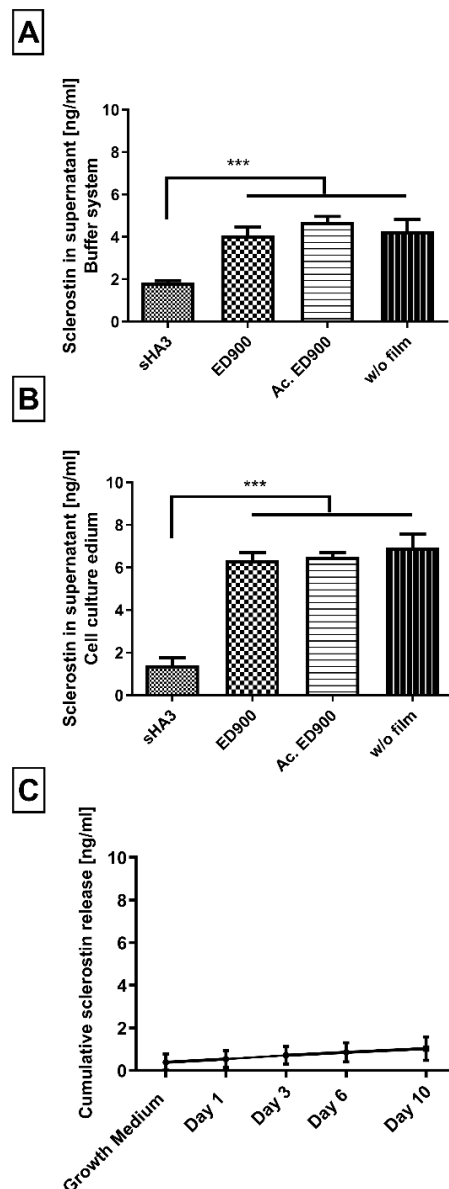 A
Sclerostin in supernatant [ng/ml]
Buffer system
10
8
6
4
2
0
***
sHA3
ED900
Ac. ED900
w/o film
B
Sclerostin in supernatant [ng/ml]
Cell culture edium
10
8
6
4
2
0
***
sHA3
ED900
Ac. ED900
w/o film
C
Cumulative sclerostin release [ng/ml]
10
8
6
4
2
0
Growth Medium
Day 1
Day 3
Day 6
Day 10